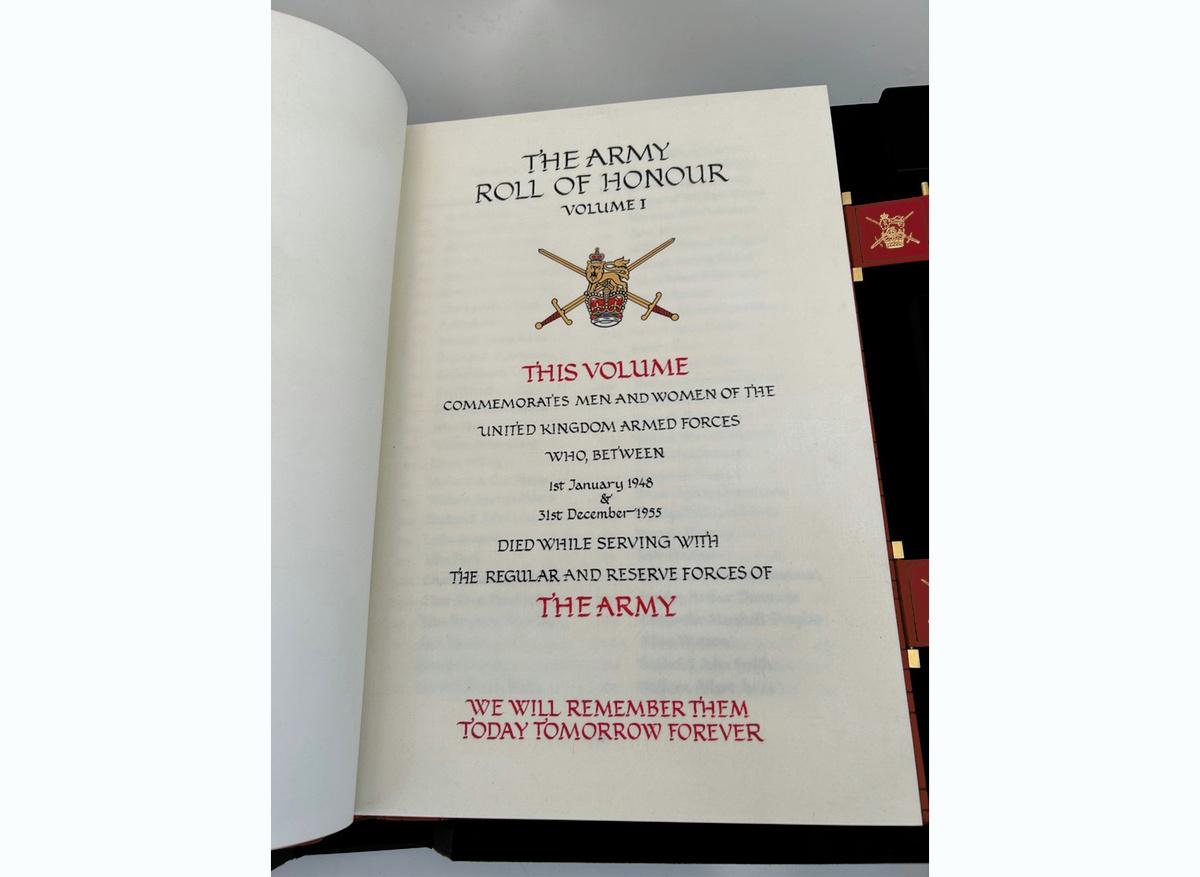 THE ARMY
ROLL OF HONOUR
VOLUME I
THIS VOLUME
COMMEMORATES MEN AND WOMEN OF THE
UNITED KINGDOM ARMED FORCES
WHO, BETWEEN
1st January 1948
&
31st December 1955
DIED WHILE SERVING WITH
THE REGULAR AND RESERVE FORCES OF
THE ARMY
WE WILL REMEMBER THEM
TODAY TOMORROW FOREVER